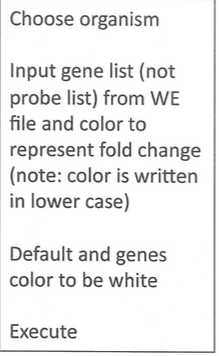 Choose organism
Input gene list (not
probe list) from WE
file and color to
represent fold change
(note: color is written
in lower case)
Default and genes
color to be white
Execute